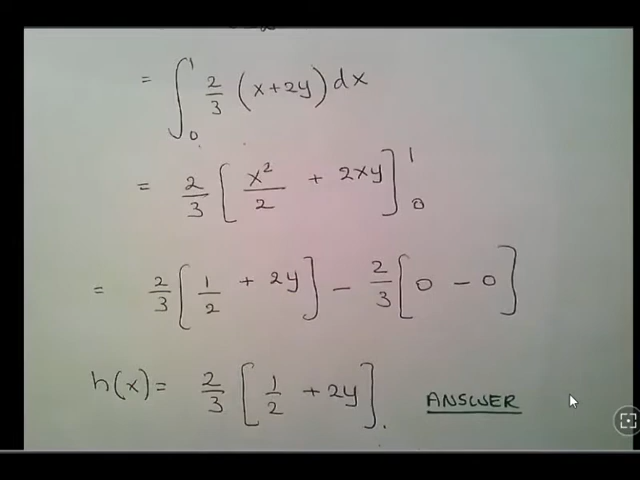 = ∫₀¹ 2/3 (x+2y) dx
= 2/3 [x²/2 + 2xy]₀¹
= 2/3 [1/2 + 2y] − 2/3 [0 − 0]
h(x) = 2/3 [1/2 + 2y].
ANSWER